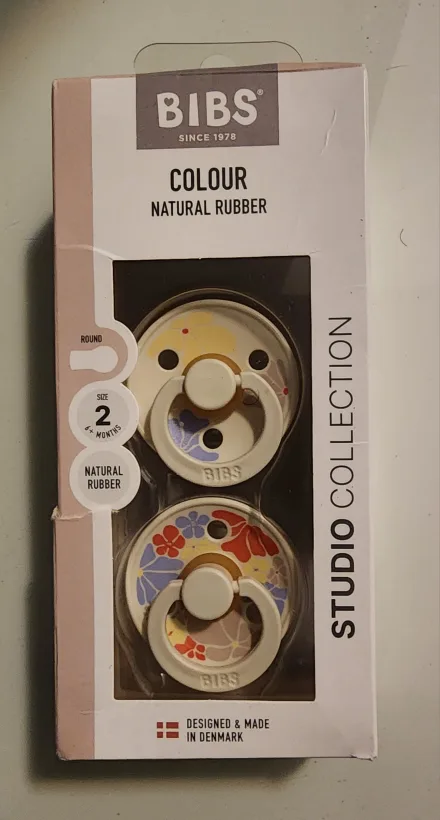 BIBS®
SINCE 1978
COLOUR
NATURAL RUBBER
ROUND
SIZE
2
6+ MONTHS
NATURAL
RUBBER
BIBS
BIBS
STUDIO COLLECTION
DESIGNED & MADE
IN DENMARK